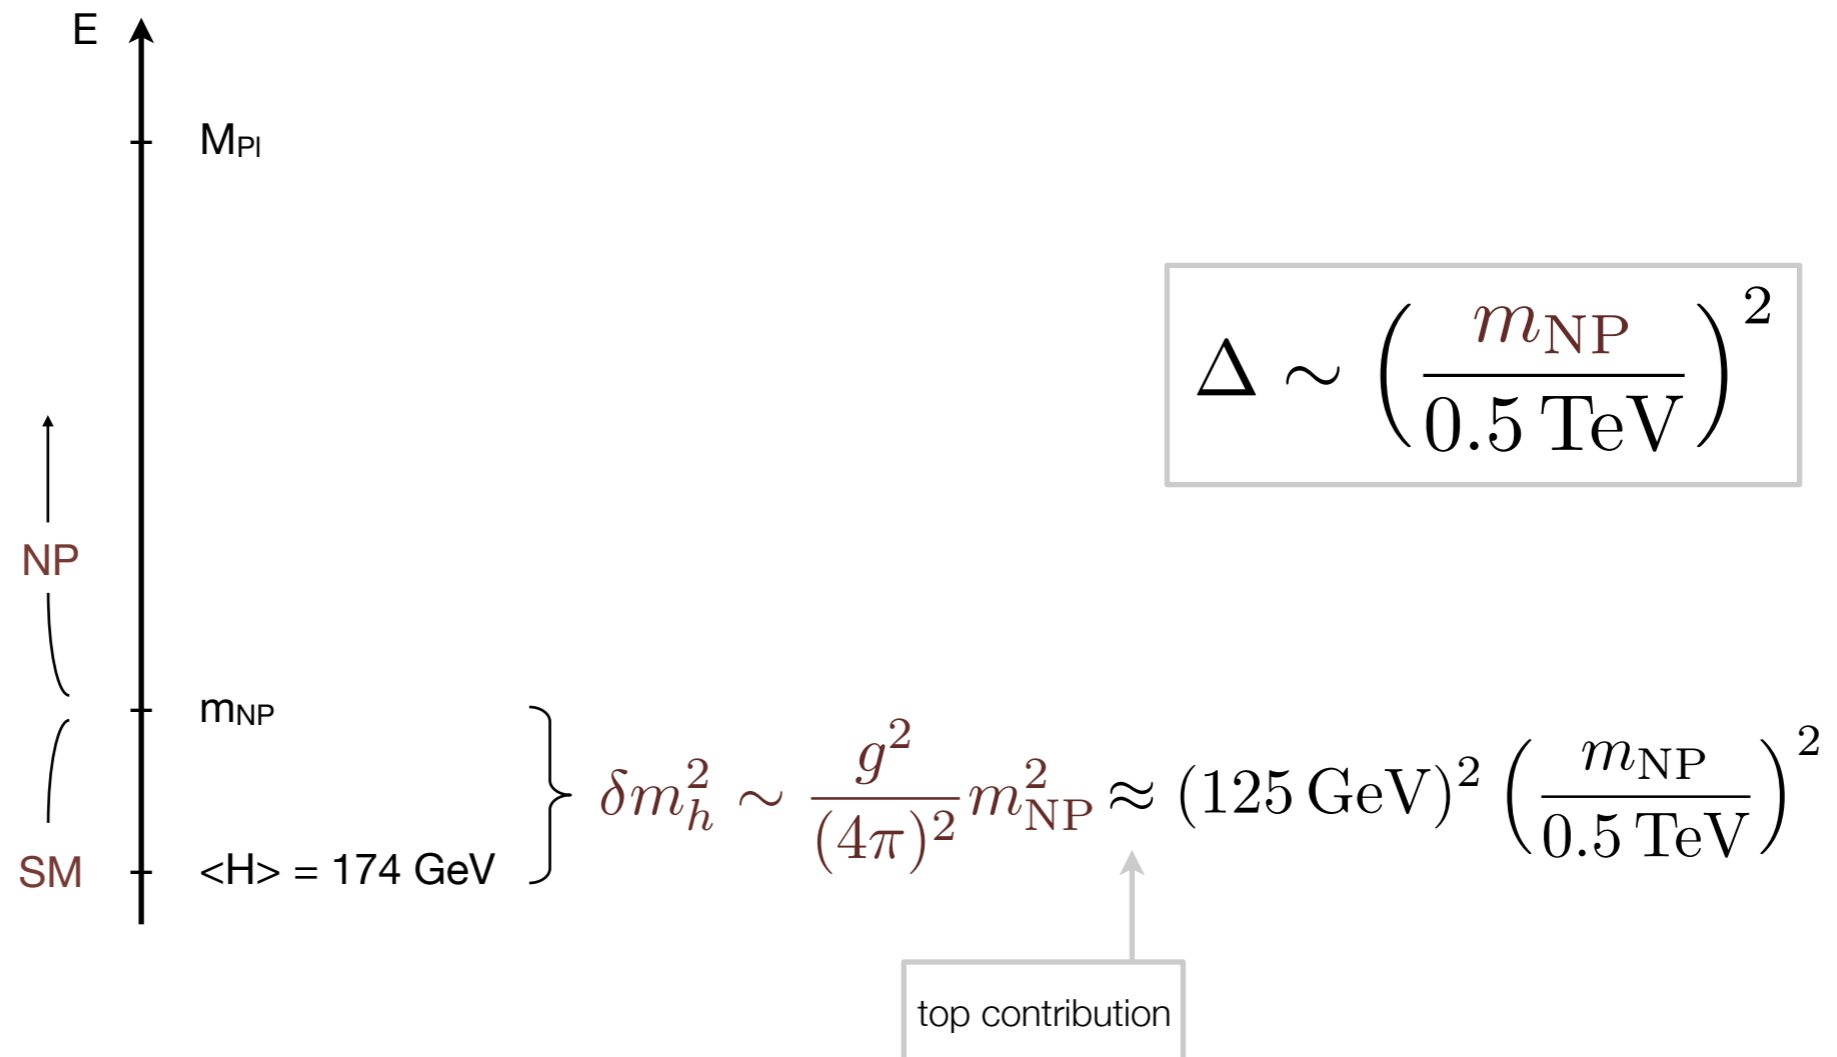 E
M_Pl
Δ ∼ (m_NP / 0.5 TeV)^2
NP
m_NP
δm_h^2 ∼ g^2/(4π)^2 m_NP^2 ≈ (125 GeV)^2 (m_NP / 0.5 TeV)^2
SM
<H> = 174 GeV
top contribution